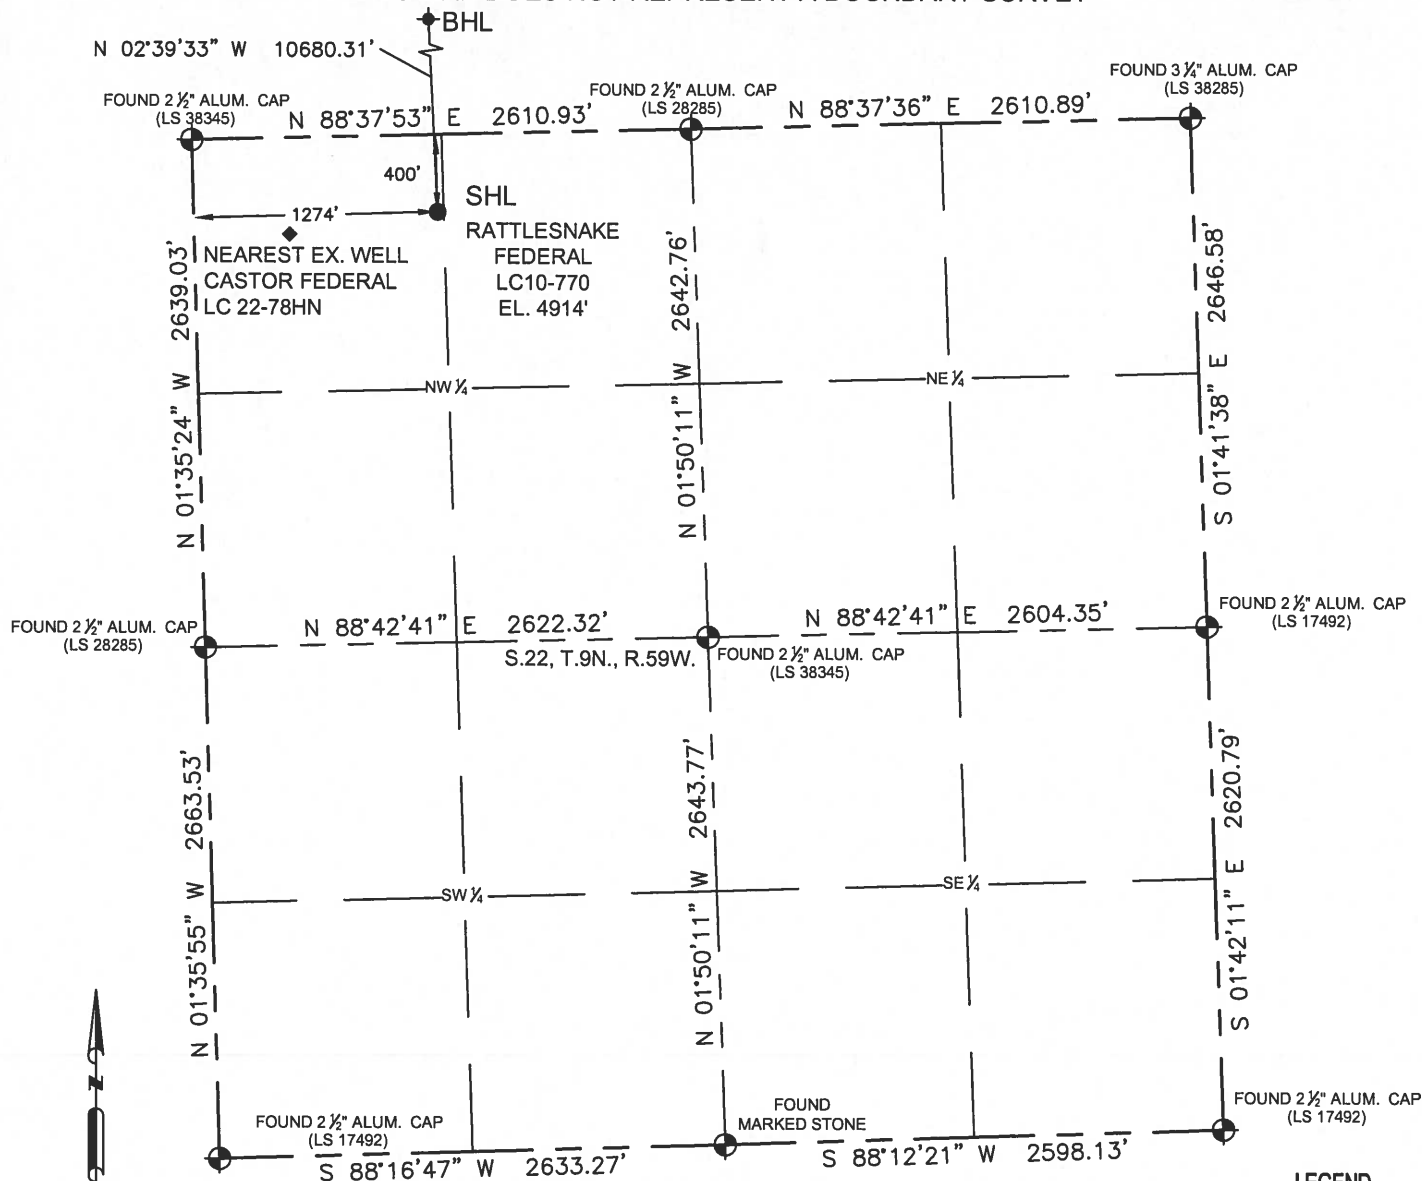 BHL
N 02°39'33" W 10680.31'
FOUND 2 ½" ALUM. CAP
(LS 38345)
N 88°37'53" E 2610.93'
FOUND 2 ½" ALUM. CAP
(LS 28285)
N 88°37'36" E 2610.89'
FOUND 3 ¼" ALUM. CAP
(LS 38285)
400'
1274'
SHL
RATTLESNAKE
FEDERAL
LC10-770
EL. 4914'
NEAREST EX. WELL
CASTOR FEDERAL
LC 22-78HN
N 01°35'24" W 2639.03'
N 01°50'11" W 2642.76'
S 01°41'38" E 2646.58'
NW ¼
NE ¼
FOUND 2 ½" ALUM. CAP
(LS 28285)
N 88°42'41" E 2622.32'
S.22, T.9N., R.59W.
FOUND 2 ½" ALUM. CAP
(LS 38345)
N 88°42'41" E 2604.35'
FOUND 2 ½" ALUM. CAP
(LS 17492)
N 01°35'55" W 2663.53'
N 01°50'11" W 2643.77'
S 01°42'11" E 2620.79'
SW ¼
SE ¼
N
FOUND 2 ½" ALUM. CAP
(LS 17492)
S 88°16'47" W 2633.27'
FOUND
MARKED STONE
S 88°12'21" W 2598.13'
FOUND 2 ½" ALUM. CAP
(LS 17492)
LEGEND